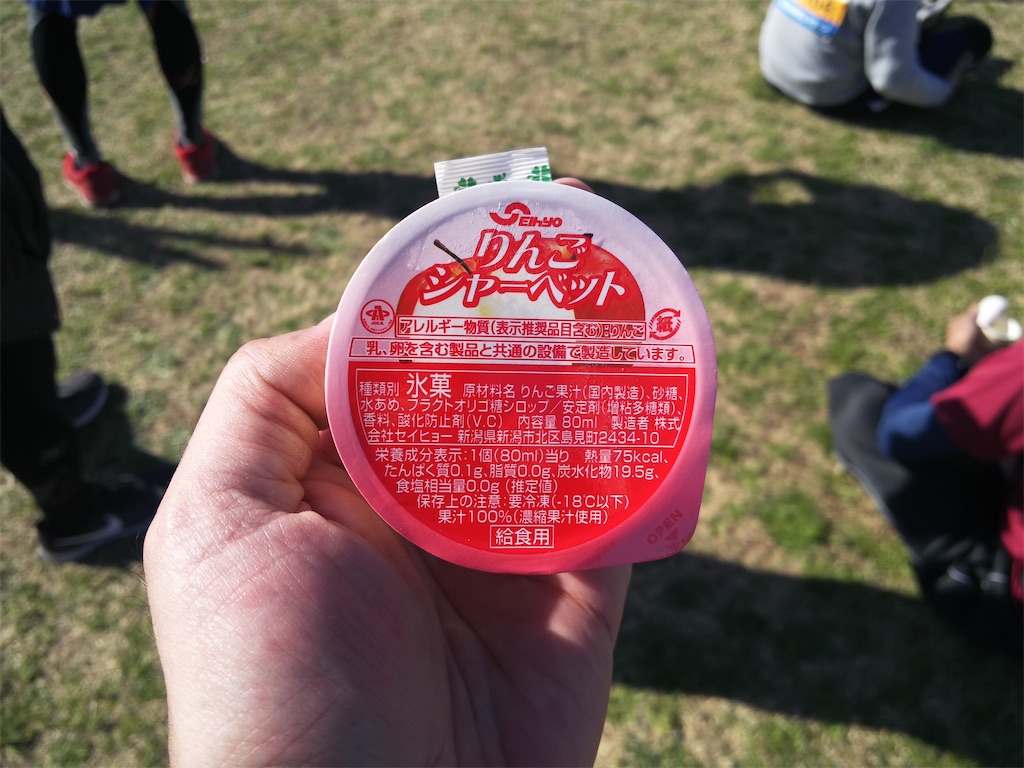 SEIHYO
りんご
シャーベット
アレルギー物質(表示推奨品目含む):りんご
紙
乳、卵を含む製品と共通の設備で製造しています。
種類別 氷菓 原材料名 りんご果汁(国内製造)、砂糖、
水あめ、フラクトオリゴ糖シロップ/安定剤(増粘多糖類)、
香料、酸化防止剤(V.C) 内容量 80ml 製造者 株式
会社セイヒョー 新潟県新潟市北区島見町2434-10
栄養成分表示:1個(80ml)当り 熱量75kcal、
たんぱく質0.1g、脂質0.0g、炭水化物19.5g、
食塩相当量0.0g (推定値)
保存上の注意:要冷凍(-18℃以下)
果汁100%(濃縮果汁使用)
給食用
OPEN